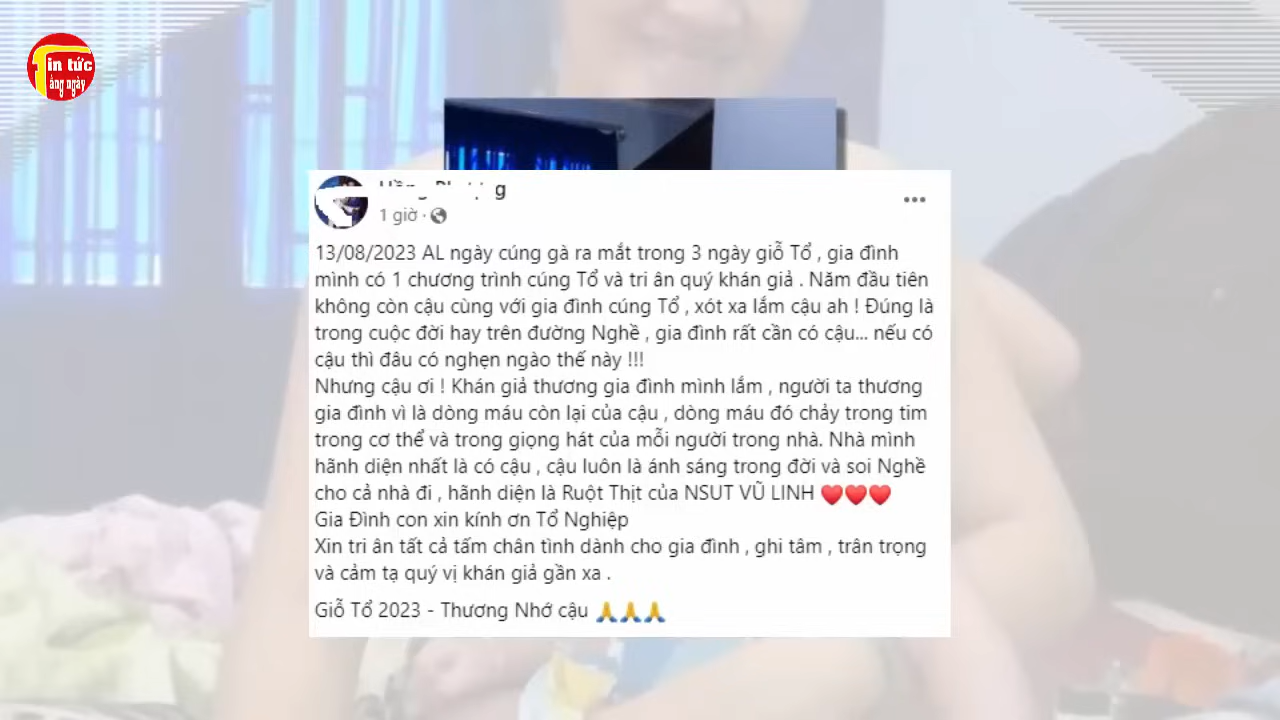 in tức
àng ngày
1 giờ ·
13/08/2023 AL ngày cúng gà ra mắt trong 3 ngày giỗ Tổ , gia đình
mình có 1 chương trình cúng Tổ và tri ân quý khán giả . Năm đầu tiên
không còn cậu cùng với gia đình cúng Tổ , xót xa lắm cậu ah ! Đúng là
trong cuộc đời hay trên đường Nghề , gia đình rất cần có cậu... nếu có
cậu thì đâu có nghẹn ngào thế này !!!
Nhưng cậu ơi ! Khán giả thương gia đình mình lắm , người ta thương
gia đình vì là dòng máu còn lại của cậu , dòng máu đó chảy trong tim
trong cơ thể và trong giọng hát của mỗi người trong nhà. Nhà mình
hãnh diện nhất là có cậu , cậu luôn là ánh sáng trong đời và soi Nghề
cho cả nhà đi , hãnh diện là Ruột Thịt của NSUT VŨ LINH ❤️❤️❤️
Gia Đình con xin kính ơn Tổ Nghiệp
Xin tri ân tất cả tấm chân tình dành cho gia đình , ghi tâm , trân trọng
và cảm tạ quý vị khán giả gần xa .
Giỗ Tổ 2023 - Thương Nhớ cậu 🙏🙏🙏